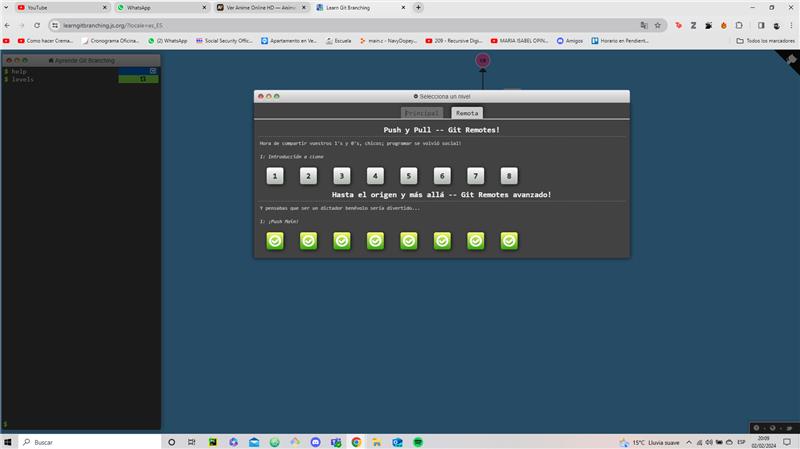 YouTube
WhatsApp
Ver Anime Online HD — Anime
Learn Git Branching
learngitbranching.js.org/?locale=es_ES
Como hacer Crema...
Cronograma Oficina...
(2) WhatsApp
Social Security Offic...
Apartamento en Ve...
Escuela
main.c - NavyDopey...
209 - Recursive Digi...
MARIA ISABEL OPIN...
Amigos
Horario en Pendient...
Todos los marcadores
Aprende Git Branching
$ help
$ levels
$
Selecciona un nivel
Principal
Remota
Push y Pull -- Git Remotes!
Hora de compartir vuestros 1's y 0's, chicos; programar se volvió social!
1: Introducción a clone
1 2 3 4 5 6 7 8
Hasta el origen y más allá -- Git Remotes avanzado!
Y pensabas que ser un dictador benévolo sería divertido...
1: ¡Push Main!
Buscar
15°C Lluvia suave
ESP
20:09
02/02/2024